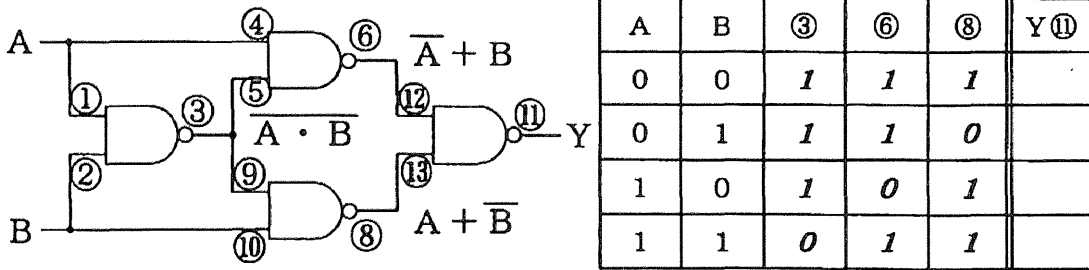 A ④ ⑥ A̅ + B
⑤
① ③ ⑫ ⑪
A̅ ̅·̅ ̅B̅ Y
② ⑨ ⑬
B ⑩ ⑧ A + B̅
A B ③ ⑥ ⑧ Y⑪
0 0 1 1 1
0 1 1 1 0
1 0 1 0 1
1 1 0 1 1